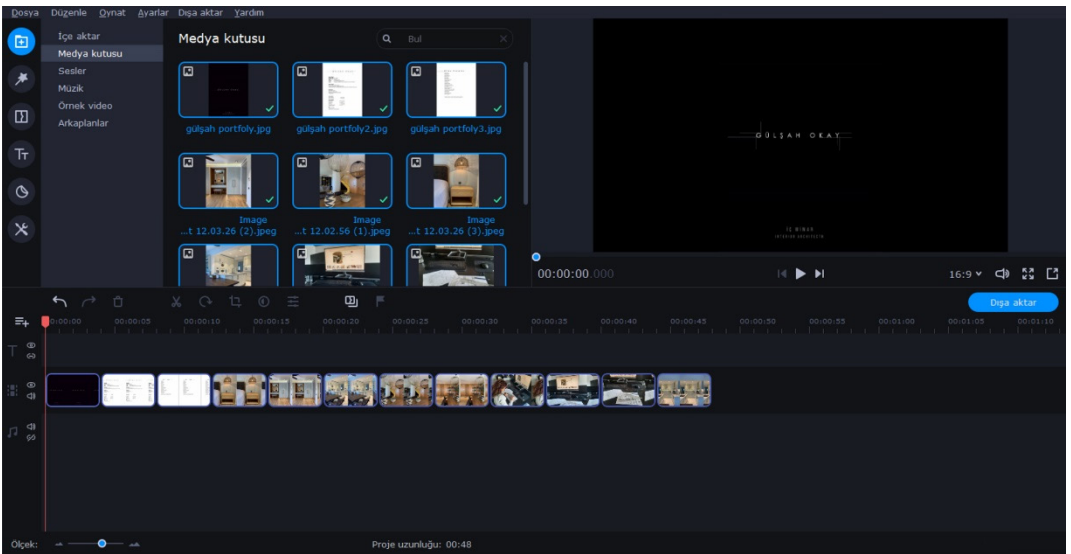 Dosya Düzenle Oynat Ayarlar Dışa aktar Yardım
İçe aktar
Medya kutusu
Sesler
Müzik
Örnek video
Arkaplanlar
Medya kutusu
Bul
gülşah portfoly.jpg
gülşah portfoly2.jpg
gülşah portfoly3.jpg
Image
...t 12.03.26 (2).jpeg
Image
...t 12.02.56 (1).jpeg
Image
...t 12.03.26 (3).jpeg
GÜLŞAH OKAY
İÇ MİMAR
00:00:00.000
16:9
Dışa aktar
0:00:00 00:00:05 00:00:10 00:00:15 00:00:20 00:00:25 00:00:30 00:00:35 00:00:40 00:00:45 00:00:50 00:00:55 00:01:00 00:01:05 00:01:10
Ölçek:
Proje uzunluğu: 00:48